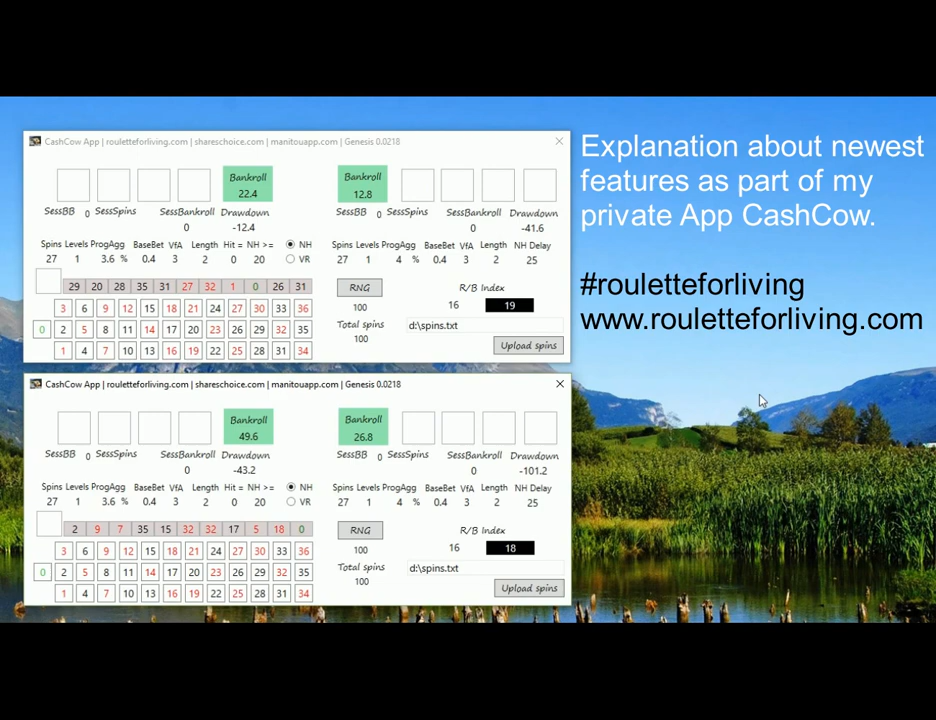 CashCow App | rouletteforliving.com | shareschoice.com | manitouapp.com | Genesis 0.0218
Bankroll
22.4
Bankroll
12.8
SessBB 0 SessSpins SessBankroll Drawdown
0 -12.4
SessBB 0 SessSpins SessBankroll Drawdown
0 -41.6
Spins Levels ProgAgg BaseBet VfA Length Hit = NH >= NH
27 1 3.6 % 0.4 3 2 0 20 VR
Spins Levels ProgAgg BaseBet VfA Length NH Delay
27 1 4 % 0.4 3 2 25
29 20 28 35 31 27 32 1 0 26 31
3 6 9 12 15 18 21 24 27 30 33 36
0 2 5 8 11 14 17 20 23 26 29 32 35
1 4 7 10 13 16 19 22 25 28 31 34
RNG
100
Total spins
100
R/B Index
16 19
d:\spins.txt
Upload spins
CashCow App | rouletteforliving.com | shareschoice.com | manitouapp.com | Genesis 0.0218
Bankroll
49.6
Bankroll
26.8
SessBB 0 SessSpins SessBankroll Drawdown
0 -43.2
SessBB 0 SessSpins SessBankroll Drawdown
0 -101.2
Spins Levels ProgAgg BaseBet VfA Length Hit = NH >= NH
27 1 3.6 % 0.4 3 2 0 20 VR
Spins Levels ProgAgg BaseBet VfA Length NH Delay
27 1 4 % 0.4 3 2 25
2 9 7 35 15 32 32 17 5 18 0
3 6 9 12 15 18 21 24 27 30 33 36
0 2 5 8 11 14 17 20 23 26 29 32 35
1 4 7 10 13 16 19 22 25 28 31 34
RNG
100
Total spins
100
R/B Index
16 18
d:\spins.txt
Upload spins
Explanation about newest
features as part of my
private App CashCow.
#rouletteforliving
www.rouletteforliving.com